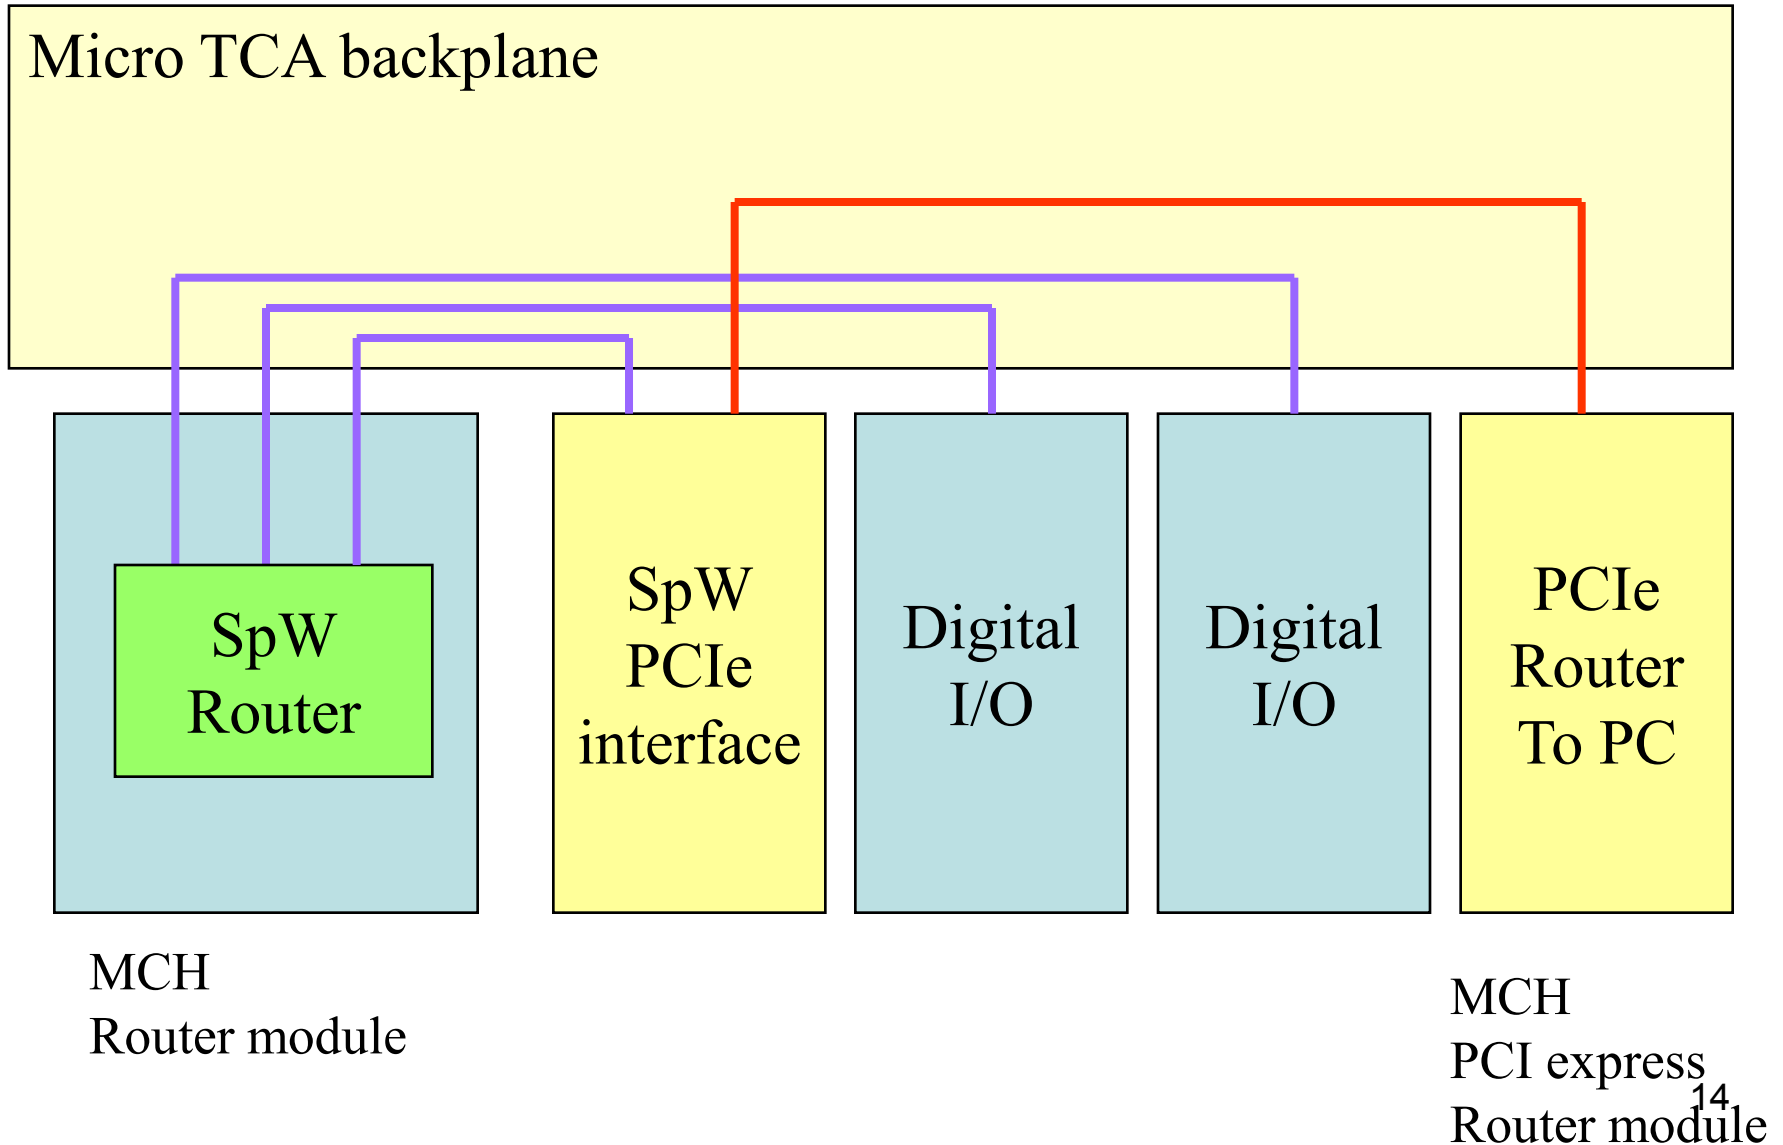 Micro TCA backplane
SpW
Router
SpW
PCIe
interface
Digital
I/O
Digital
I/O
PCIe
Router
To PC
MCH
Router module
MCH
PCI express
Router module
14